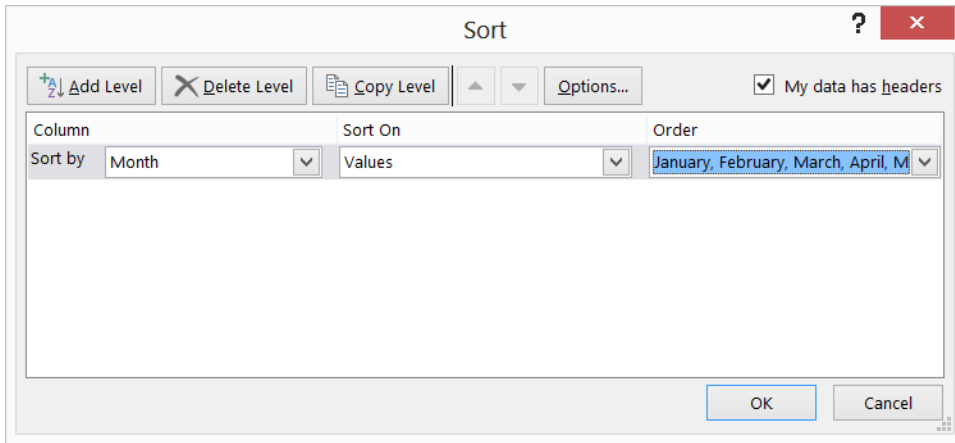 Sort
?
Add Level Delete Level Copy Level Options... My data has headers
Column Sort On Order
Sort by Month Values January, February, March, April, M
OK Cancel